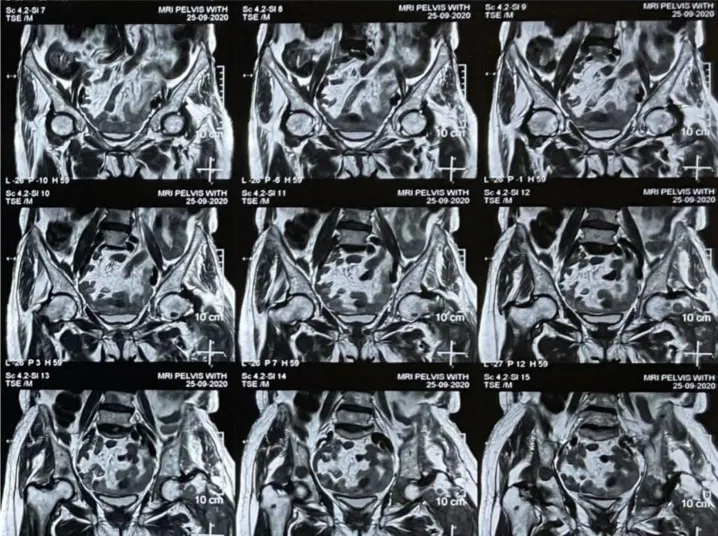 Sc 4.2-SI 7
TSE /M
MRI PELVIS WITH
25-09-2020
10 cm
L -26 P -10 H 59
Sc 4.2-SI 8
TSE /M
MRI PELVIS WITH
25-09-2020
10 cm
L -26 P -6 H 59
Sc 4.2-SI 9
TSE /M
MRI PELVIS WITH
25-09-2020
10 cm
L -26 P -1 H 59
Sc 4.2-SI 10
TSE /M
MRI PELVIS WITH
25-09-2020
10 cm
L -26 P 3 H 59
Sc 4.2-SI 11
TSE /M
MRI PELVIS WITH
25-09-2020
10 cm
L -26 P 7 H 59
Sc 4.2-SI 12
TSE /M
MRI PELVIS WITH
25-09-2020
10 cm
L -27 P 12 H 59
Sc 4.2-SI 13
TSE /M
MRI PELVIS WITH
25-09-2020
10 cm
Sc 4.2-SI 14
TSE /M
MRI PELVIS WITH
25-09-2020
10 cm
Sc 4.2-SI 15
TSE /M
MRI PELVIS WITH
25-09-2020
10 cm